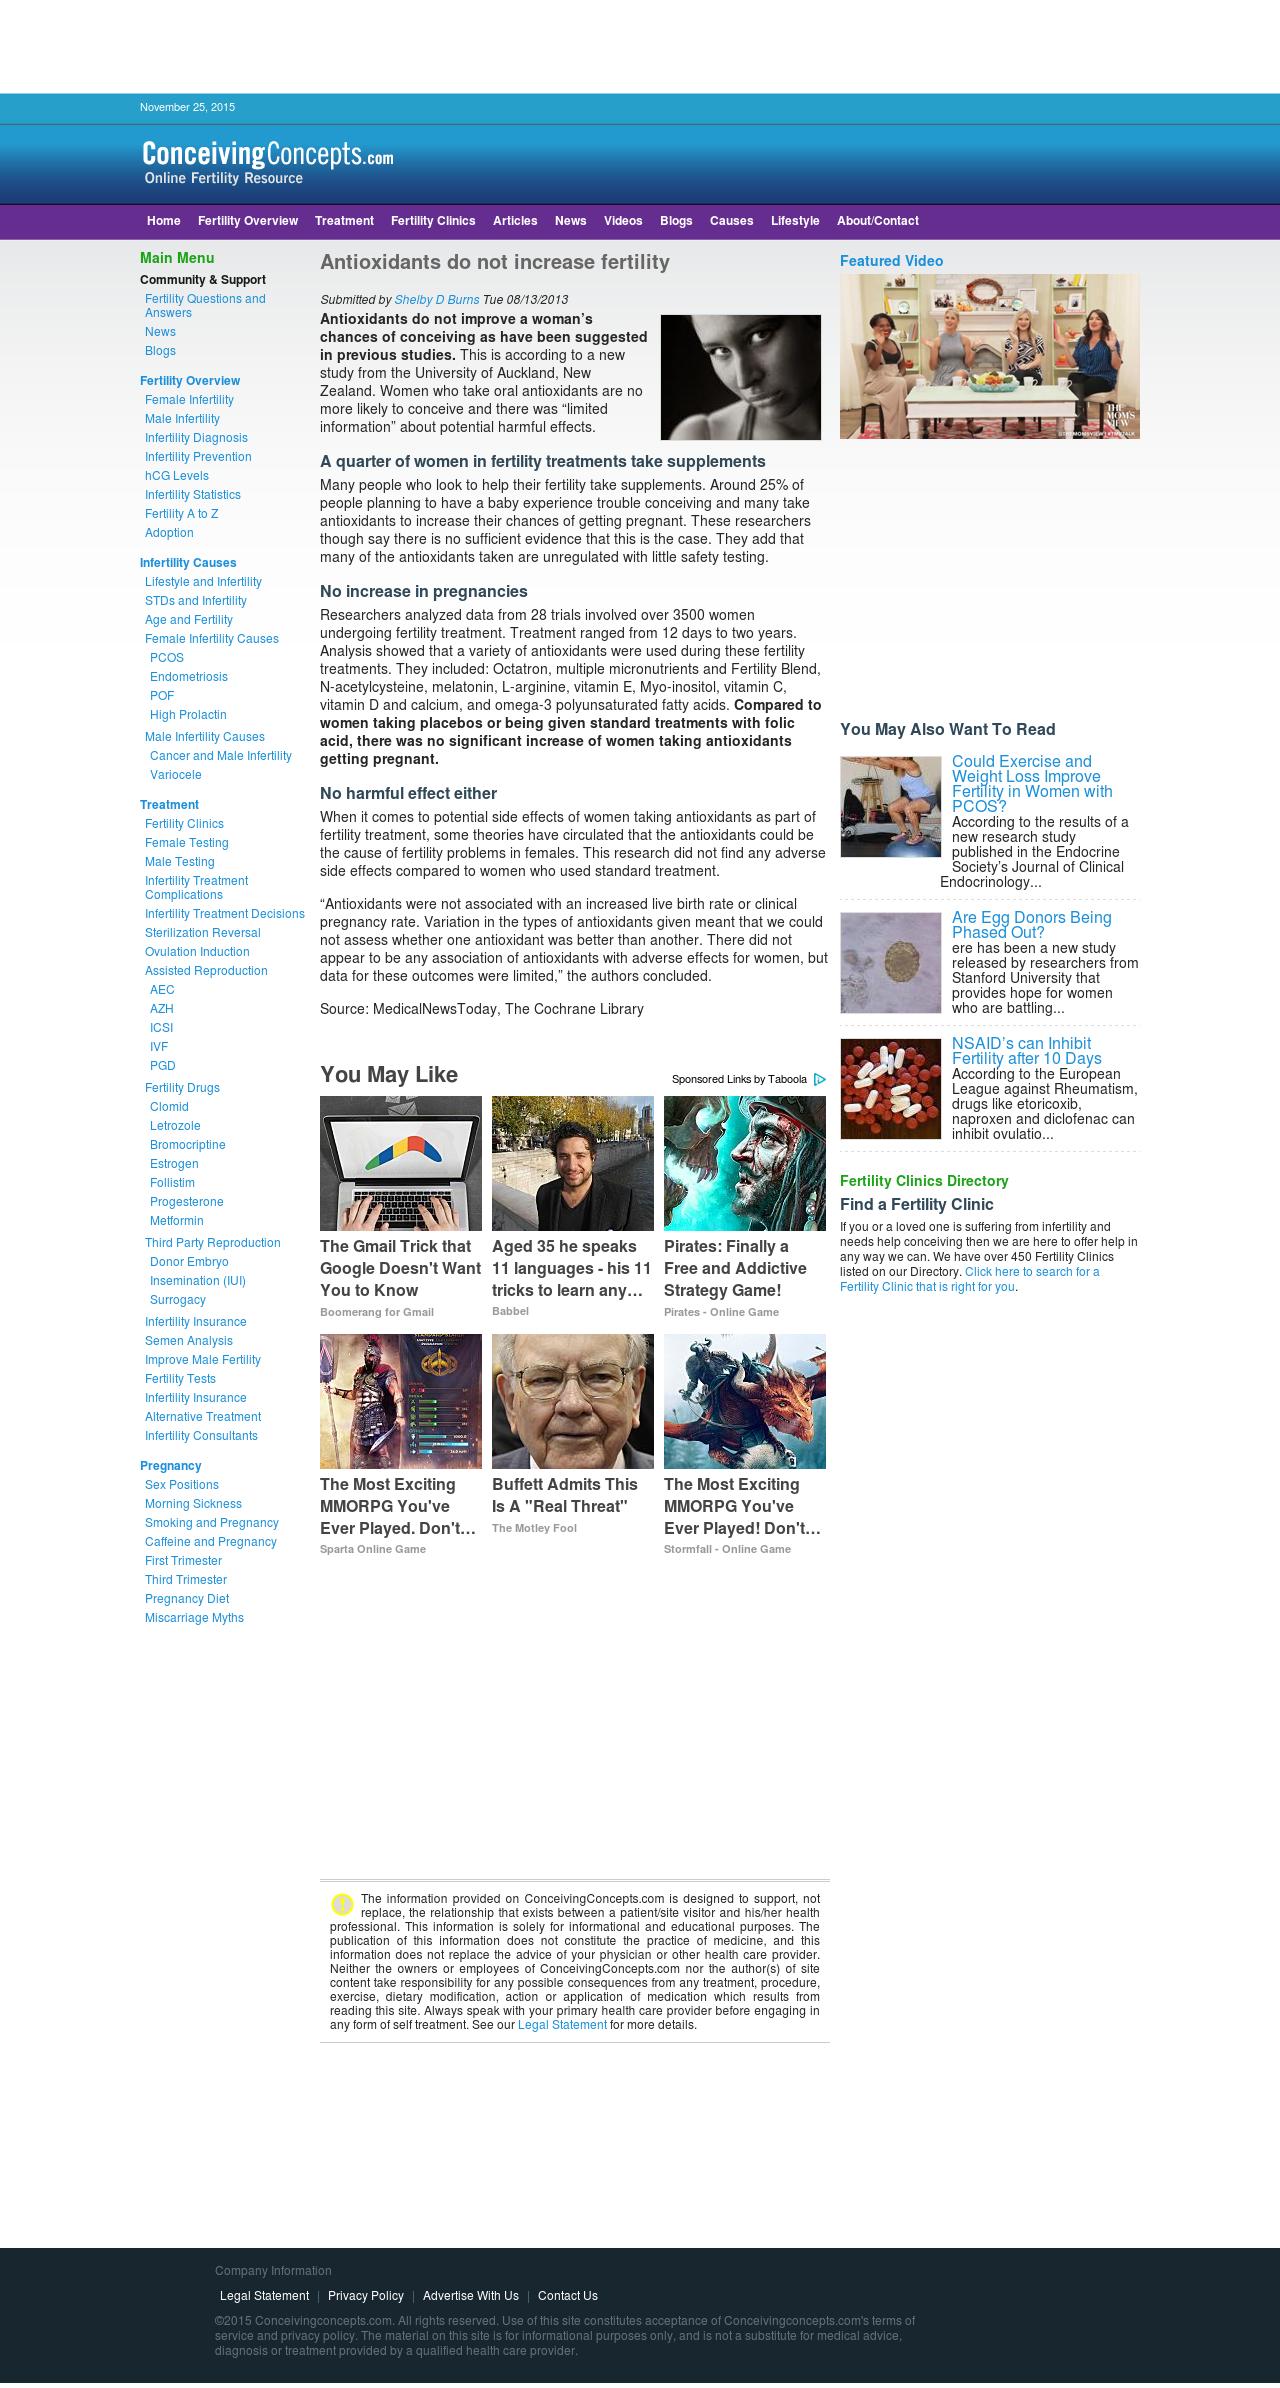 November 25, 2015
ConceivingConcepts.com
Online Fertility Resource
Home Fertility Overview Treatment Fertility Clinics Articles News Videos Blogs Causes Lifestyle About/Contact
Main Menu
Community & Support
Fertility Questions and
Answers
News
Blogs
Fertility Overview
Female Infertility
Male Infertility
Infertility Diagnosis
Infertility Prevention
hCG Levels
Infertility Statistics
Fertility A to Z
Adoption
Infertility Causes
Lifestyle and Infertility
STDs and Infertility
Age and Fertility
Female Infertility Causes
PCOS
Endometriosis
POF
High Prolactin
Male Infertility Causes
Cancer and Male Infertility
Variocele
Treatment
Fertility Clinics
Female Testing
Male Testing
Infertility Treatment
Complications
Infertility Treatment Decisions
Sterilization Reversal
Ovulation Induction
Assisted Reproduction
AEC
AZH
ICSI
IVF
PGD
Fertility Drugs
Clomid
Letrozole
Bromocriptine
Estrogen
Follistim
Progesterone
Metformin
Third Party Reproduction
Donor Embryo
Insemination (IUI)
Surrogacy
Infertility Insurance
Semen Analysis
Improve Male Fertility
Fertility Tests
Infertility Insurance
Alternative Treatment
Infertility Consultants
Pregnancy
Sex Positions
Morning Sickness
Smoking and Pregnancy
Caffeine and Pregnancy
First Trimester
Third Trimester
Pregnancy Diet
Miscarriage Myths
Antioxidants do not increase fertility
Submitted by Shelby D Burns Tue 08/13/2013
Antioxidants do not improve a woman’s
chances of conceiving as have been suggested
in previous studies. This is according to a new
study from the University of Auckland, New
Zealand. Women who take oral antioxidants are no
more likely to conceive and there was “limited
information” about potential harmful effects.
A quarter of women in fertility treatments take supplements
Many people who look to help their fertility take supplements. Around 25% of
people planning to have a baby experience trouble conceiving and many take
antioxidants to increase their chances of getting pregnant. These researchers
though say there is no sufficient evidence that this is the case. They add that
many of the antioxidants taken are unregulated with little safety testing.
No increase in pregnancies
Researchers analyzed data from 28 trials involved over 3500 women
undergoing fertility treatment. Treatment ranged from 12 days to two years.
Analysis showed that a variety of antioxidants were used during these fertility
treatments. They included: Octatron, multiple micronutrients and Fertility Blend,
N-acetylcysteine, melatonin, L-arginine, vitamin E, Myo-inositol, vitamin C,
vitamin D and calcium, and omega-3 polyunsaturated fatty acids. Compared to
women taking placebos or being given standard treatments with folic
acid, there was no significant increase of women taking antioxidants
getting pregnant.
No harmful effect either
When it comes to potential side effects of women taking antioxidants as part of
fertility treatment, some theories have circulated that the antioxidants could be
the cause of fertility problems in females. This research did not find any adverse
side effects compared to women who used standard treatment.
“Antioxidants were not associated with an increased live birth rate or clinical
pregnancy rate. Variation in the types of antioxidants given meant that we could
not assess whether one antioxidant was better than another. There did not
appear to be any association of antioxidants with adverse effects for women, but
data for these outcomes were limited,” the authors concluded.
Source: MedicalNewsToday, The Cochrane Library
You May Like
Sponsored Links by Taboola
The Gmail Trick that
Google Doesn't Want
You to Know
Boomerang for Gmail
Aged 35 he speaks
11 languages - his 11
tricks to learn any…
Babbel
Pirates: Finally a
Free and Addictive
Strategy Game!
Pirates - Online Game
The Most Exciting
MMORPG You've
Ever Played. Don't…
Sparta Online Game
Buffett Admits This
Is A "Real Threat"
The Motley Fool
The Most Exciting
MMORPG You've
Ever Played! Don't…
Stormfall - Online Game
The information provided on ConceivingConcepts.com is designed to support, not
replace, the relationship that exists between a patient/site visitor and his/her health
professional. This information is solely for informational and educational purposes. The
publication of this information does not constitute the practice of medicine, and this
information does not replace the advice of your physician or other health care provider.
Neither the owners or employees of ConceivingConcepts.com nor the author(s) of site
content take responsibility for any possible consequences from any treatment, procedure,
exercise, dietary modification, action or application of medication which results from
reading this site. Always speak with your primary health care provider before engaging in
any form of self treatment. See our Legal Statement for more details.
Featured Video
THE
MOM'S
VIEW
You May Also Want To Read
Could Exercise and
Weight Loss Improve
Fertility in Women with
PCOS?
According to the results of a
new research study
published in the Endocrine
Society’s Journal of Clinical
Endocrinology...
Are Egg Donors Being
Phased Out?
ere has been a new study
released by researchers from
Stanford University that
provides hope for women
who are battling...
NSAID’s can Inhibit
Fertility after 10 Days
According to the European
League against Rheumatism,
drugs like etoricoxib,
naproxen and diclofenac can
inhibit ovulatio...
Fertility Clinics Directory
Find a Fertility Clinic
If you or a loved one is suffering from infertility and
needs help conceiving then we are here to offer help in
any way we can. We have over 450 Fertility Clinics
listed on our Directory. Click here to search for a
Fertility Clinic that is right for you.
Company Information
Legal Statement | Privacy Policy | Advertise With Us | Contact Us
©2015 Conceivingconcepts.com. All rights reserved. Use of this site constitutes acceptance of Conceivingconcepts.com's terms of
service and privacy policy. The material on this site is for informational purposes only, and is not a substitute for medical advice,
diagnosis or treatment provided by a qualified health care provider.